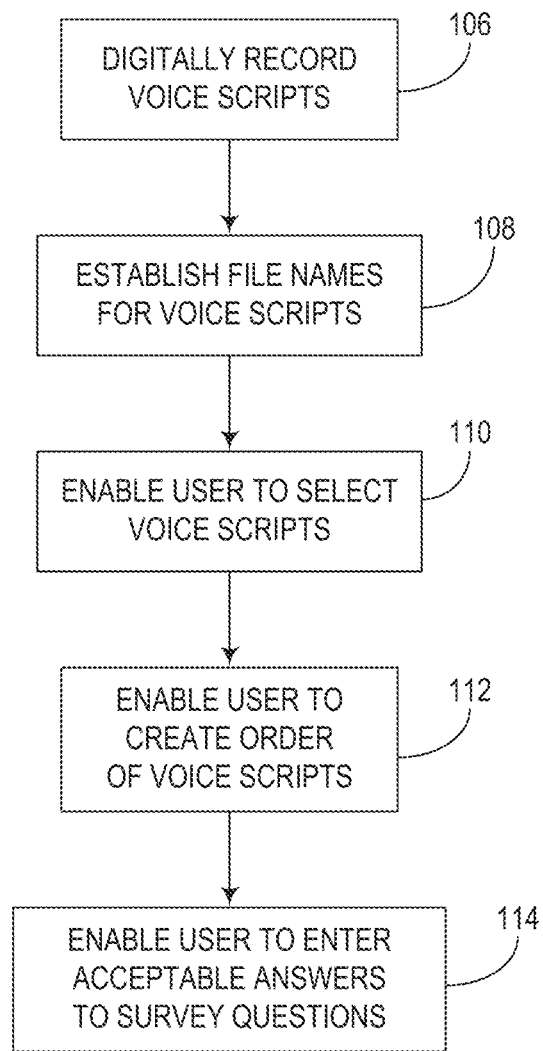 106
DIGITALLY RECORD
VOICE SCRIPTS
108
ESTABLISH FILE NAMES
FOR VOICE SCRIPTS
110
ENABLE USER TO SELECT
VOICE SCRIPTS
112
ENABLE USER TO
CREATE ORDER
OF VOICE SCRIPTS
114
ENABLE USER TO ENTER
ACCEPTABLE ANSWERS
TO SURVEY QUESTIONS